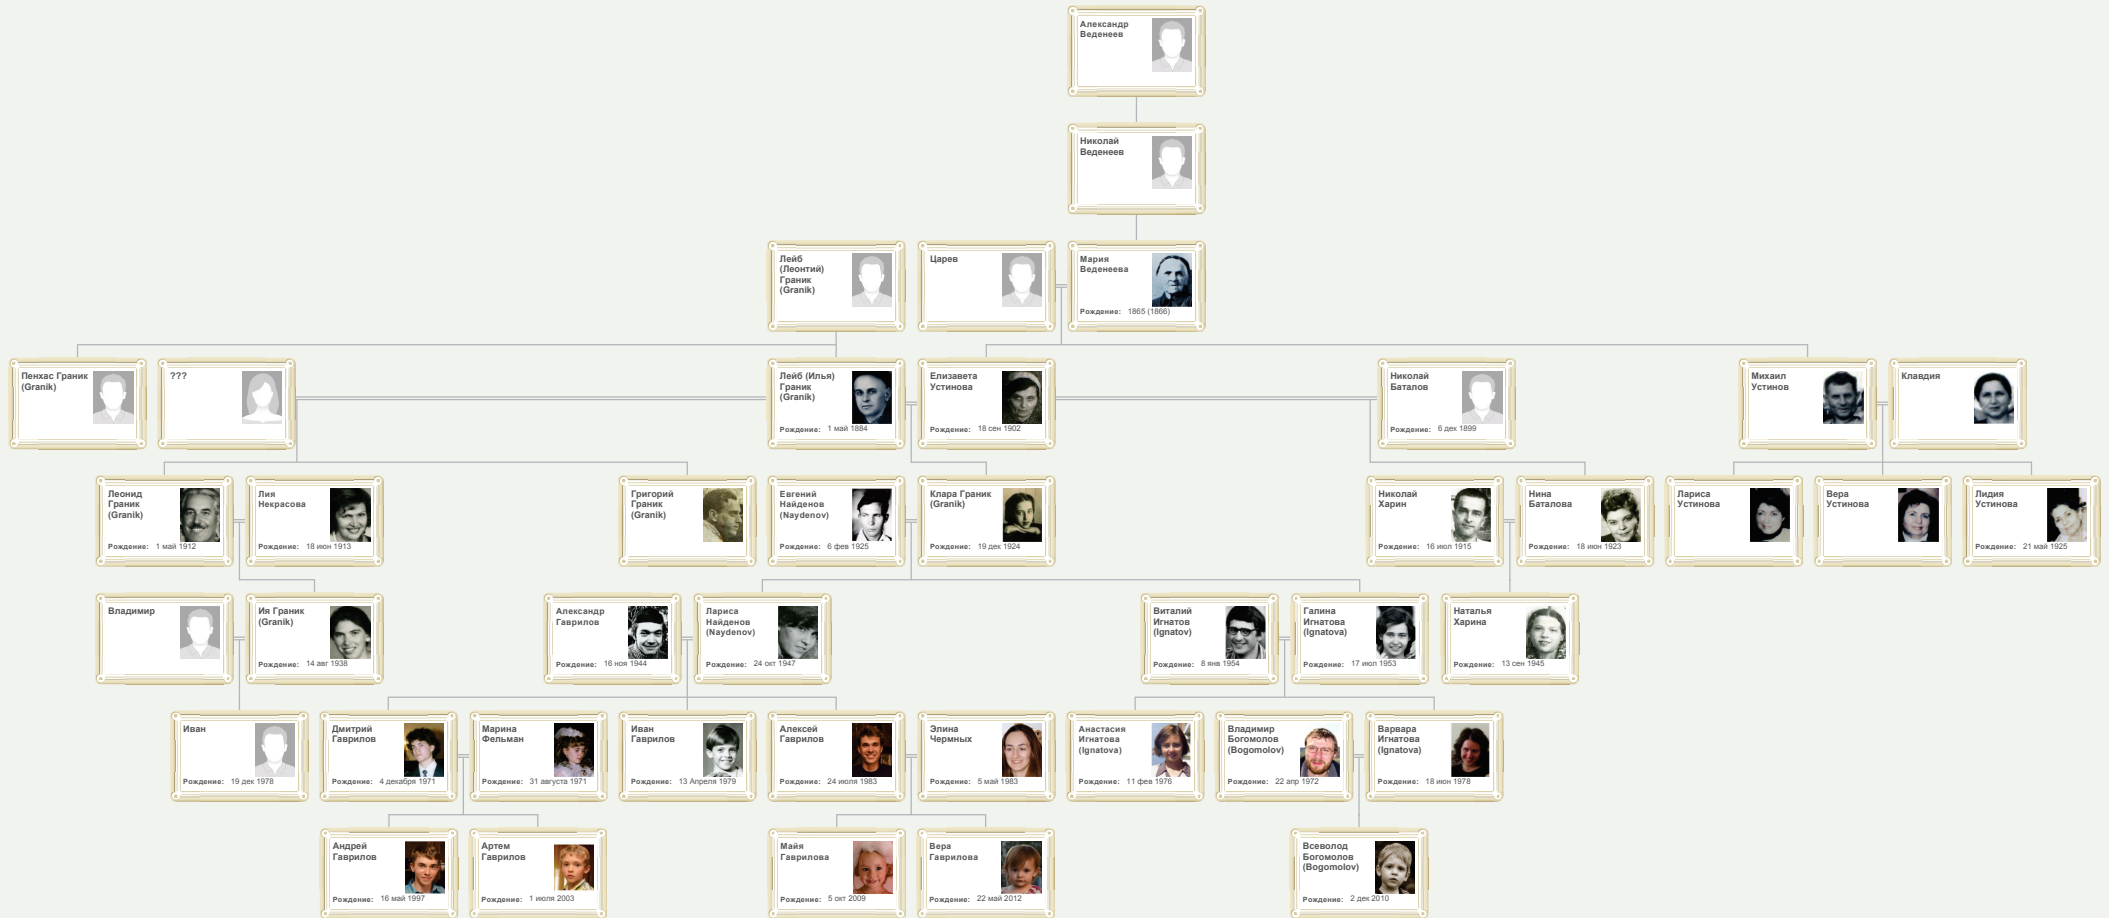 Александр
Веденеев
Николай
Веденеев
Лейб
(Леонтий)
Граник
(Granik)
Царев
Мария
Веденеева
Рождение: 1865 (1866)
Пенхас Граник
(Granik)
???
Лейб (Илья)
Граник
(Granik)
Рождение: 1 май 1884
Елизавета
Устинова
Рождение: 18 сен 1902
Николай
Баталов
Рождение: 6 дек 1899
Михаил
Устинов
Клавдия
Леонид
Граник
(Granik)
Рождение: 1 май 1912
Лия
Некрасова
Рождение: 18 июн 1913
Григорий
Граник
(Granik)
Евгений
Найденов
(Naydenov)
Рождение: 6 фев 1925
Клара Граник
(Granik)
Рождение: 19 дек 1924
Николай
Харин
Рождение: 16 июл 1915
Нина
Баталова
Рождение: 18 июн 1923
Лариса
Устинова
Вера
Устинова
Лидия
Устинова
Рождение: 21 май 1925
Владимир
Ия Граник
(Granik)
Рождение: 14 авг 1938
Александр
Гаврилов
Рождение: 16 ноя 1944
Лариса
Найденов
(Naydenov)
Рождение: 24 окт 1947
Виталий
Игнатов
(Ignatov)
Рождение: 8 янв 1954
Галина
Игнатова
(Ignatova)
Рождение: 17 июл 1953
Наталья
Харина
Рождение: 13 сен 1945
Иван
Рождение: 19 дек 1978
Дмитрий
Гаврилов
Рождение: 4 декабря 1971
Марина
Фельман
Рождение: 31 августа 1971
Иван
Гаврилов
Рождение: 13 Апреля 1979
Алексей
Гаврилов
Рождение: 24 июля 1983
Элина
Чермных
Рождение: 5 май 1983
Анастасия
Игнатова
(Ignatova)
Рождение: 11 фев 1976
Владимир
Богомолов
(Bogomolov)
Рождение: 22 апр 1972
Варвара
Игнатова
(Ignatova)
Рождение: 18 июн 1978
Андрей
Гаврилов
Рождение: 16 май 1997
Артем
Гаврилов
Рождение: 1 июля 2003
Майя
Гаврилова
Рождение: 5 окт 2009
Вера
Гаврилова
Рождение: 22 май 2012
Всеволод
Богомолов
(Bogomolov)
Рождение: 2 дек 2010